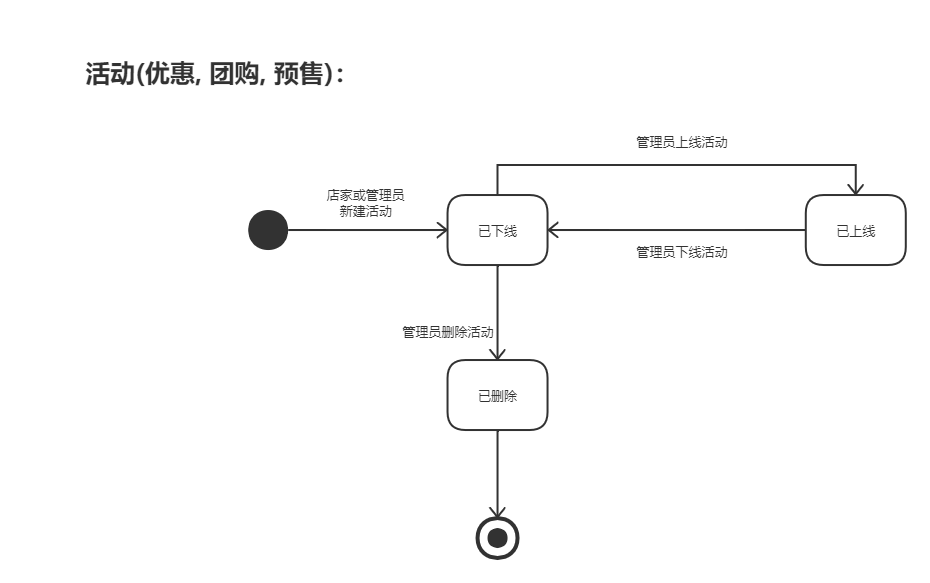 活动(优惠, 团购, 预售)：
管理员上线活动
店家或管理员
新建活动
已下线
已上线
管理员下线活动
管理员删除活动
已删除